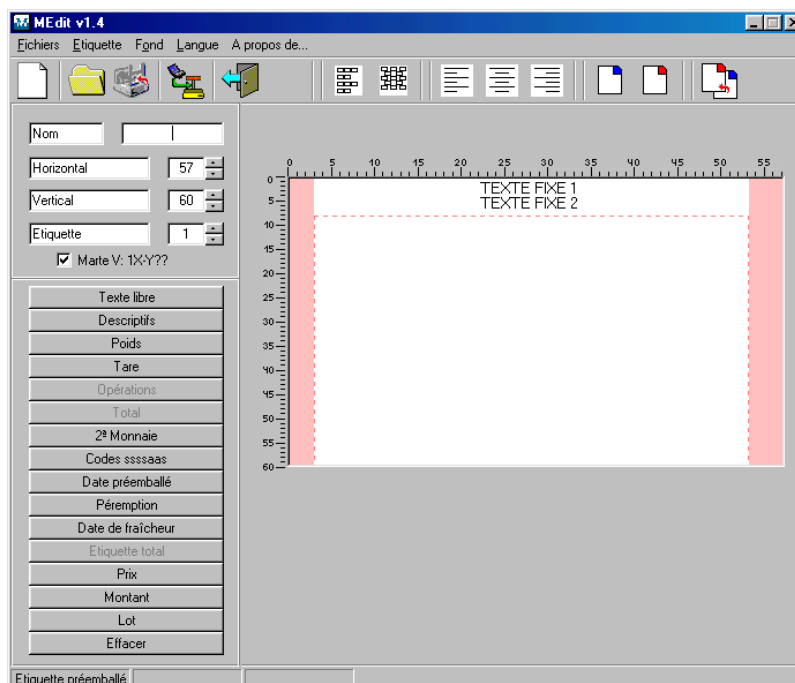 MEdit v1.4
Fichiers Etiquette Fond Langue A propos de...
Nom
Horizontal 57
Vertical 60
Etiquette 1
Marte V: 1X-Y??
0 5 10 15 20 25 30 35 40 45 50 55
0
5
10
15
20
25
30
35
40
45
50
55
60
TEXTE FIXE 1
TEXTE FIXE 2
Texte libre
Descriptifs
Poids
Tare
Opérations
Total
2ª Monnaie
Codes ssssaas
Date préemballé
Péremption
Date de fraîcheur
Etiquette total
Prix
Montant
Lot
Effacer
Etiquette préemballé